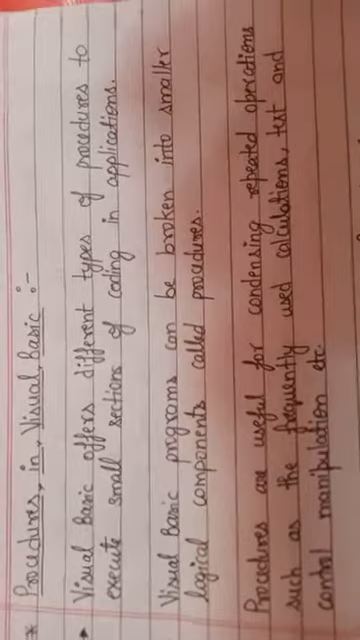 * Procedures in Visual Basic :-
→ Visual Basic offers different types of procedures to
execute small sections of coding in applications.
Visual Basic programs can be broken into smaller
logical components called procedures.
Procedures are useful for condensing repeated operations
such as the frequently used calculations, text and
control manipulation etc.